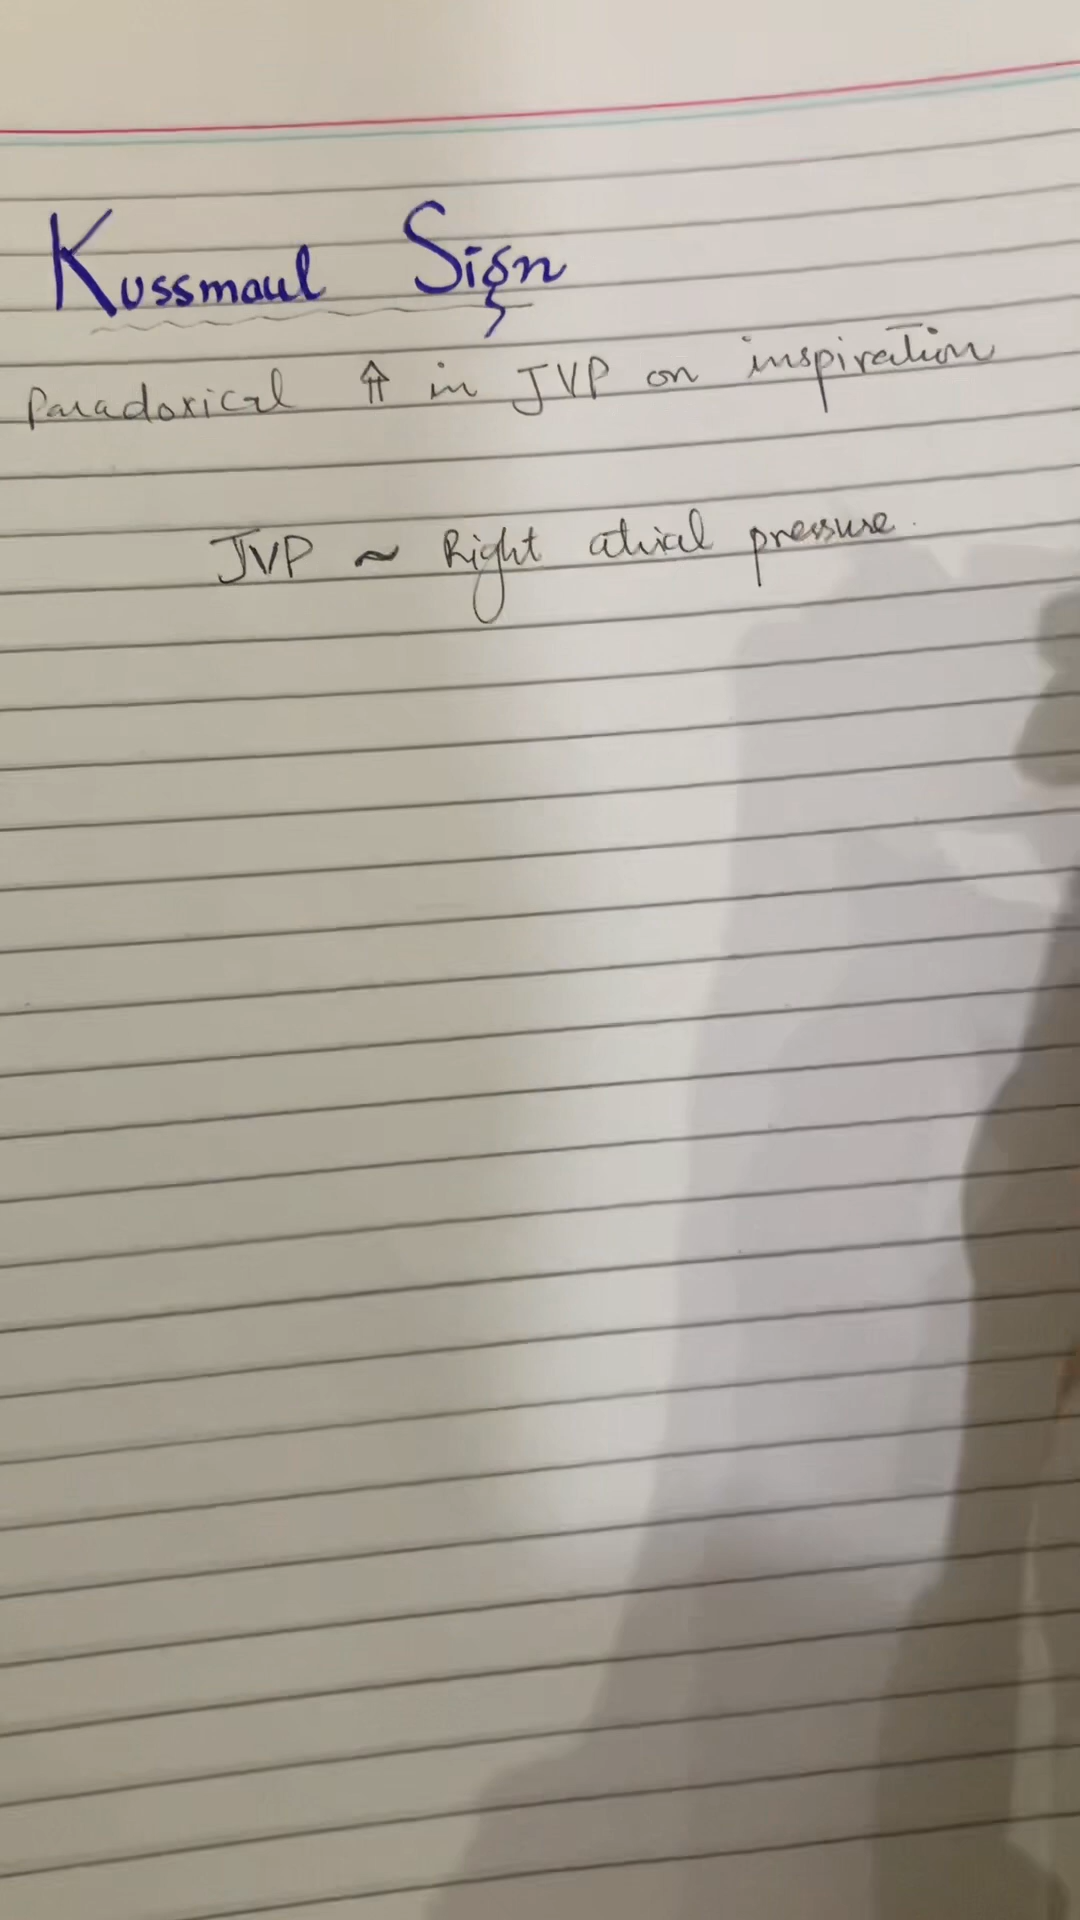 Kussmaul Sign
Paradoxical ⇑ in JVP on inspiration
JVP ~ Right atrial pressure.